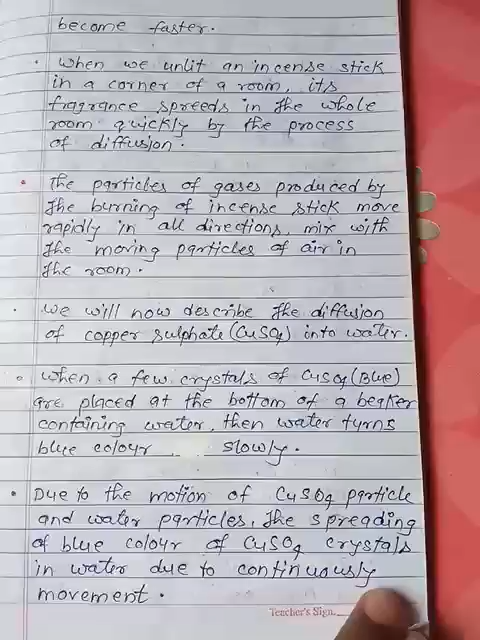 become faster.
• When we unlit an incense stick
in a corner of a room, its
fragrance spreeds in the whole
room quickly by the process
of diffusion.
• The particles of gases produced by
the burning of incense stick move
rapidly in all directions, mix with
the moving particles of air in
the room.
• We will now describe the diffusion
of copper sulphate (CuSO4) into water.
• When a few crystals of CuSO4 (Blue)
are placed at the bottom of a beaker
containing water, then water turns
blue colour slowly.
• Due to the motion of CuSO4 particle
and water particles, the spreading
of blue colour of CuSO4 crystals
in water due to continuously
movement.
Teacher's Sign.